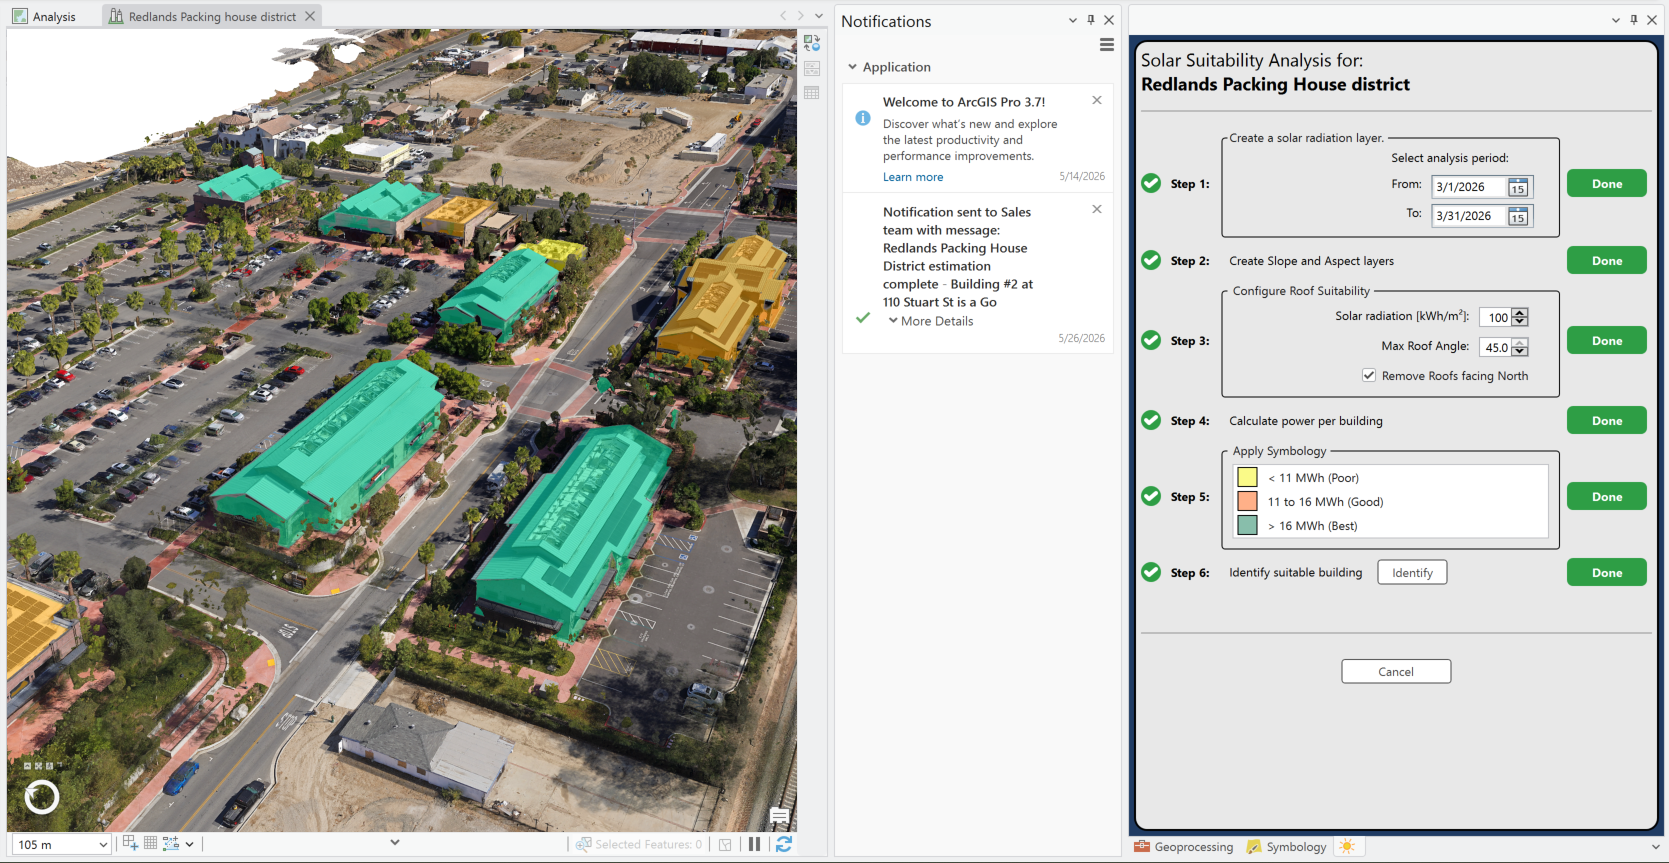 Analysis
Redlands Packing house district
Notifications
Application
Welcome to ArcGIS Pro 3.7!
Discover what's new and explore
the latest productivity and
performance improvements.
Learn more
5/14/2026
Notification sent to Sales
team with message:
Redlands Packing House
District estimation
complete - Building #2 at
110 Stuart St is a Go
More Details
5/26/2026
Solar Suitability Analysis for:
Redlands Packing House district
Create a solar radiation layer.
Select analysis period:
Step 1:
From: 3/1/2026 15
To: 3/31/2026 15
Done
Step 2: Create Slope and Aspect layers Done
Configure Roof Suitability
Solar radiation [kWh/m²]: 100
Step 3:
Max Roof Angle: 45.0
Remove Roofs facing North
Done
Step 4: Calculate power per building Done
Apply Symbology
< 11 MWh (Poor)
Step 5: 11 to 16 MWh (Good) Done
> 16 MWh (Best)
Step 6: Identify suitable building Identify Done
Cancel
105 m
Selected Features: 0
Geoprocessing
Symbology